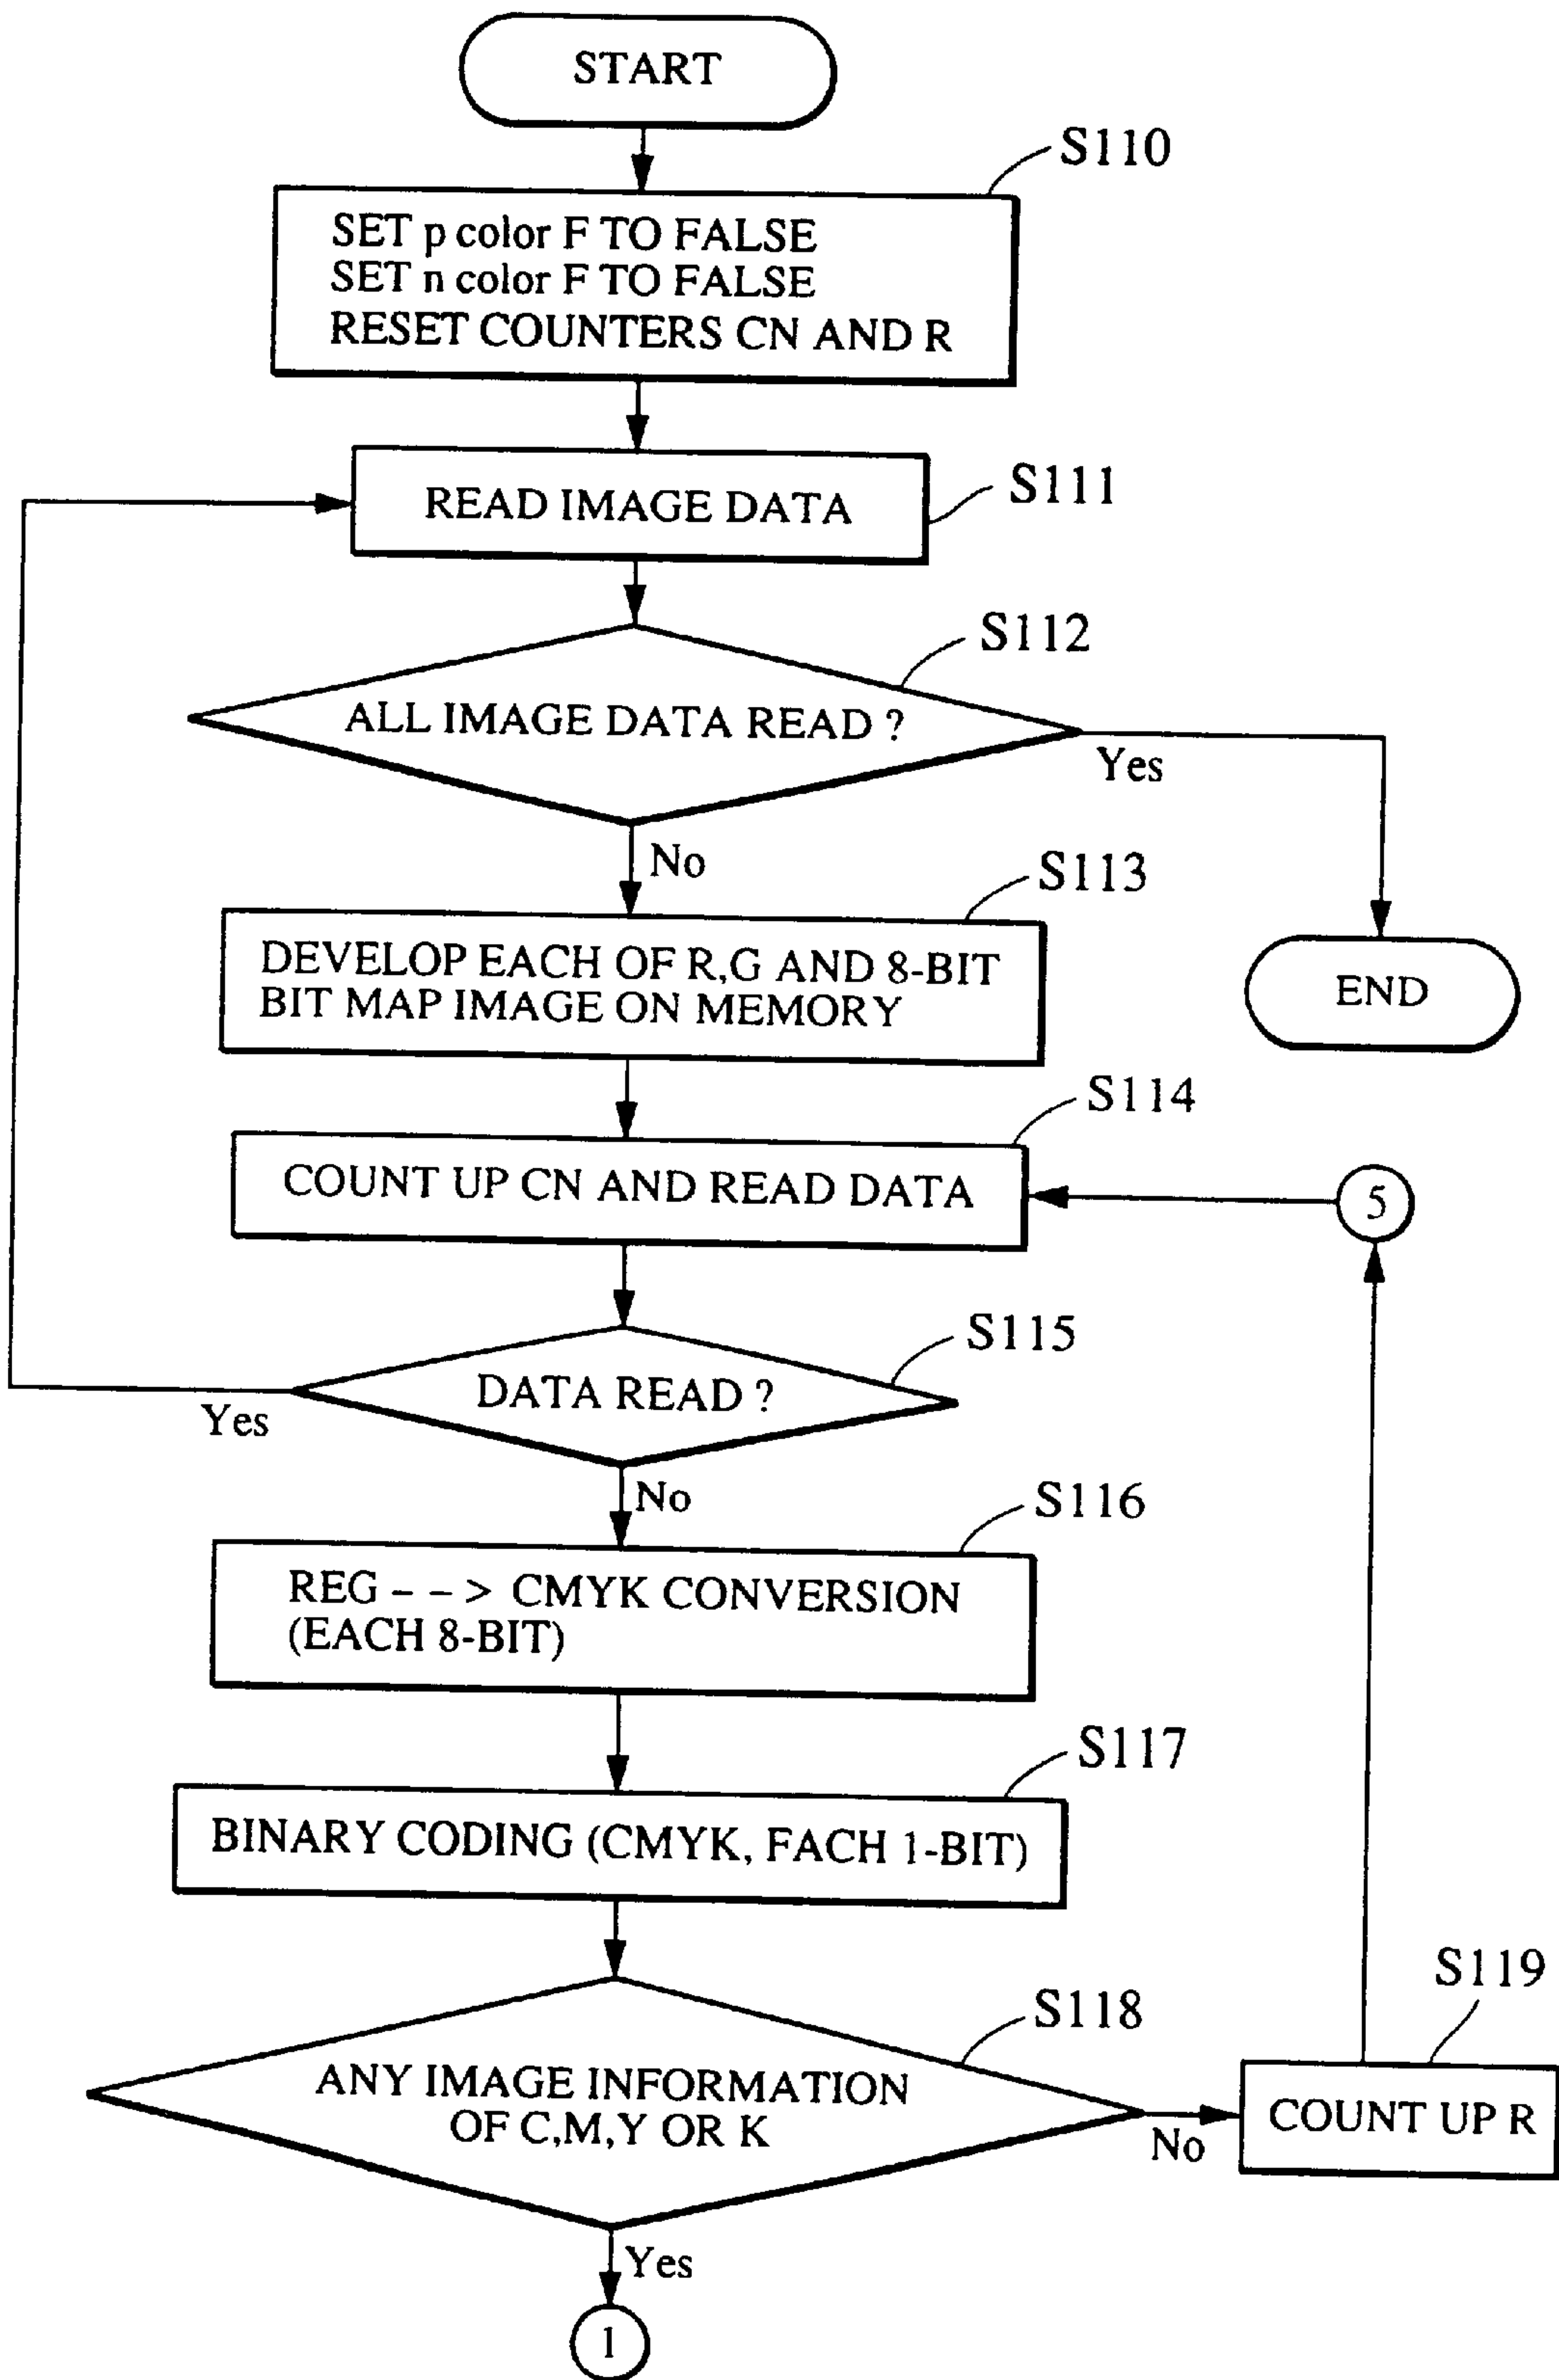 START
S110
SET p color F TO FALSE
SET n color F TO FALSE
RESET COUNTERS CN AND R
READ IMAGE DATA
S111
S112
ALL IMAGE DATA READ ?
Yes
No
S113
DEVELOP EACH OF R,G AND 8-BIT
BIT MAP IMAGE ON MEMORY
END
S114
COUNT UP CN AND READ DATA
5
S115
DATA READ ?
Yes
No
S116
REG - - > CMYK CONVERSION
(EACH 8-BIT)
S117
BINARY CODING (CMYK, FACH 1-BIT)
S118
S119
ANY IMAGE INFORMATION
OF C,M,Y OR K
No
COUNT UP R
Yes
1